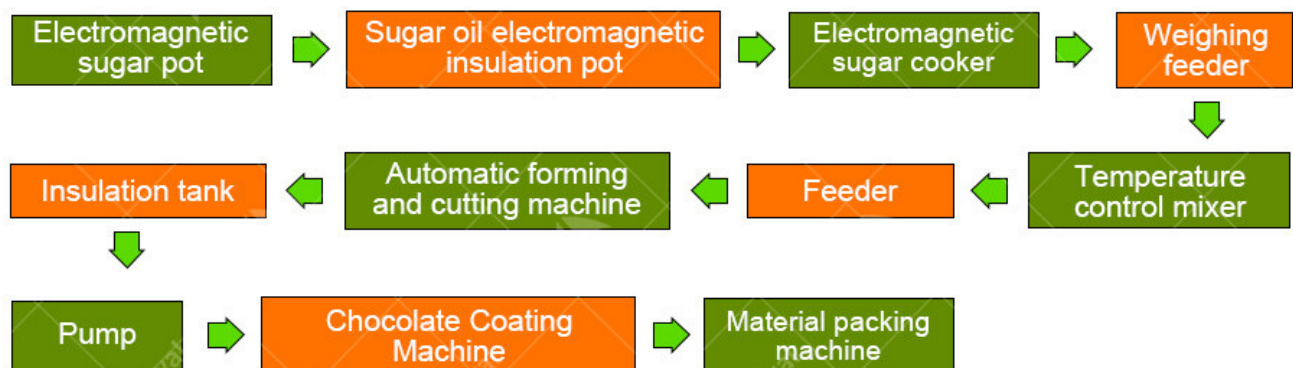 Electromagnetic
sugar pot
Sugar oil electromagnetic
insulation pot
Electromagnetic
sugar cooker
Weighing
feeder
Temperature
control mixer
Feeder
Automatic forming
and cutting machine
Insulation tank
Pump
Chocolate Coating
Machine
Material packing
machine